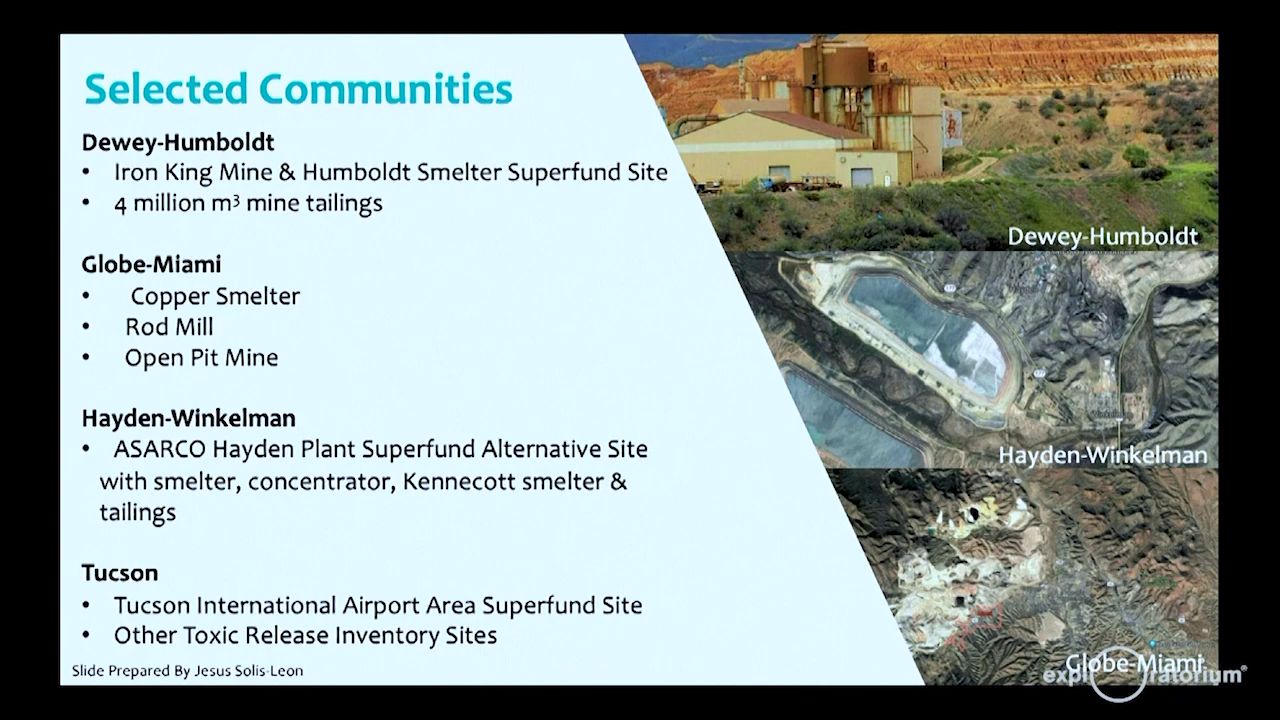 Selected Communities
Dewey-Humboldt
• Iron King Mine & Humboldt Smelter Superfund Site
• 4 million m³ mine tailings
Globe-Miami
• Copper Smelter
• Rod Mill
• Open Pit Mine
Hayden-Winkelman
• ASARCO Hayden Plant Superfund Alternative Site
with smelter, concentrator, Kennecott smelter &
tailings
Tucson
• Tucson International Airport Area Superfund Site
• Other Toxic Release Inventory Sites
Slide Prepared By Jesus Solis-Leon
Dewey-Humboldt
Hayden-Winkelman
Globe-Miami
exploratorium®